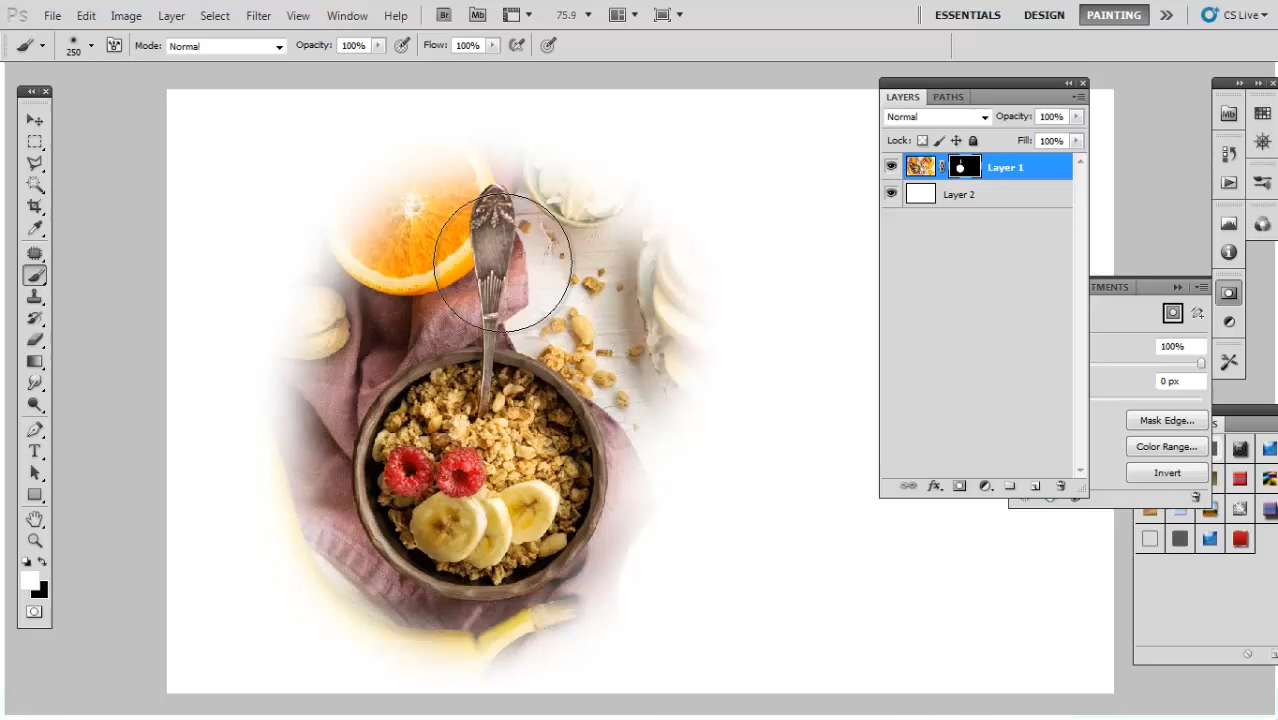 Ps File Edit Image Layer Select Filter View Window Help Br Mb 75.9 ESSENTIALS DESIGN PAINTING CS Live
250 Mode: Normal Opacity: 100% Flow: 100%
LAYERS PATHS
Normal Opacity: 100%
Lock: Fill: 100%
Layer 1
Layer 2
Mb
TMENTS
100%
0 px
Mask Edge...
Color Range...
Invert
fx.
T